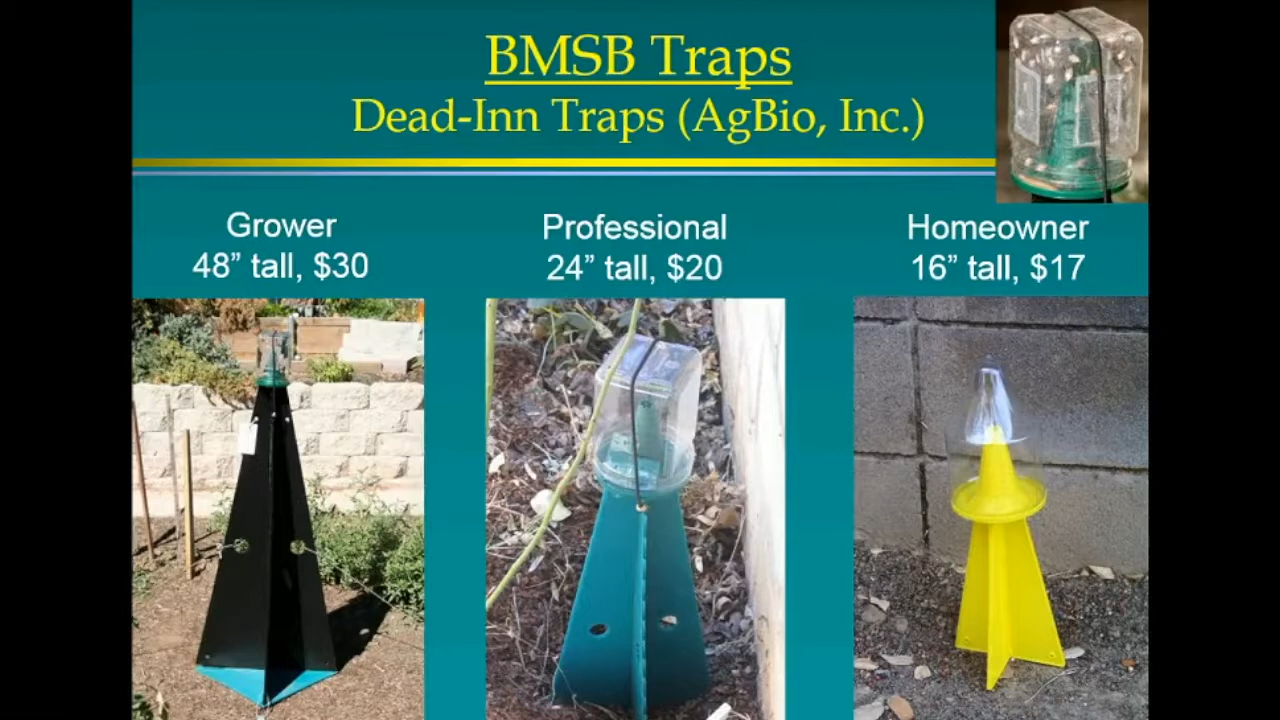 BMSB Traps
Dead-Inn Traps (AgBio, Inc.)
Grower
48” tall, $30
Professional
24” tall, $20
Homeowner
16” tall, $17